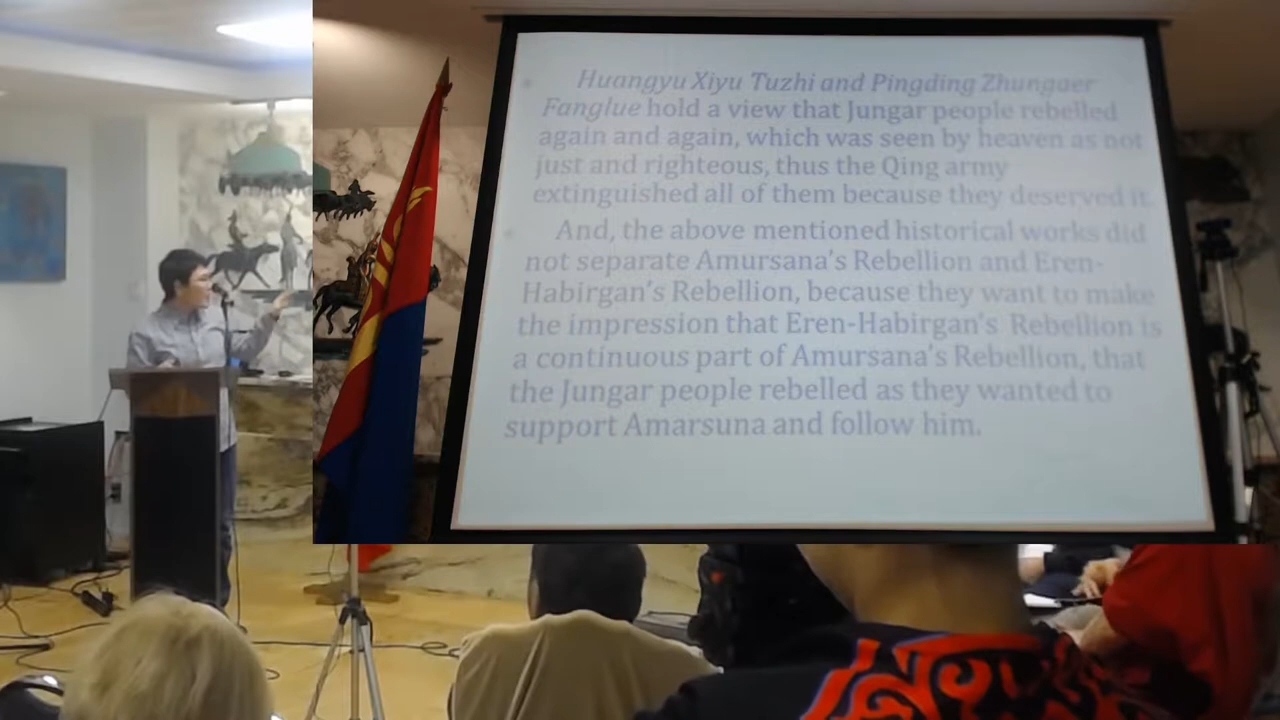 Huangyu Xiyu Tuzhi and Pingding Zhungaer
Fanglue hold a view that Jungar people rebelled
again and again, which was seen by heaven as not
just and righteous, thus the Qing army
extinguished all of them because they deserved it.
And, the above mentioned historical works did
not separate Amursana's Rebellion and Eren-
Habirgan's Rebellion, because they want to make
the impression that Eren-Habirgan's Rebellion is
a continuous part of Amursana's Rebellion, that
the Jungar people rebelled as they wanted to
support Amarsuna and follow him.